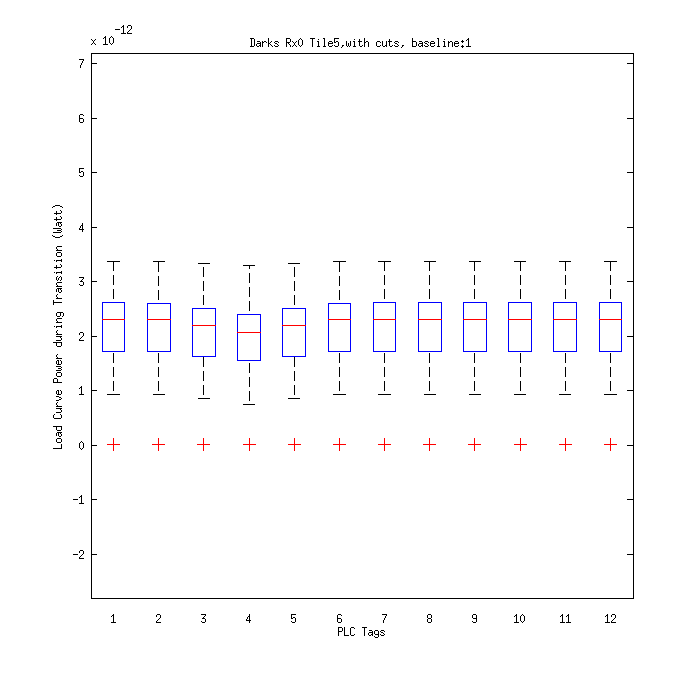 x 10^-12
Darks Rx0 Tile5,with cuts, baseline:1
7
6
5
4
3
2
1
0
-1
-2
Load Curve Power during Transition (Watt)
1 2 3 4 5 6 7 8 9 10 11 12
PLC Tags